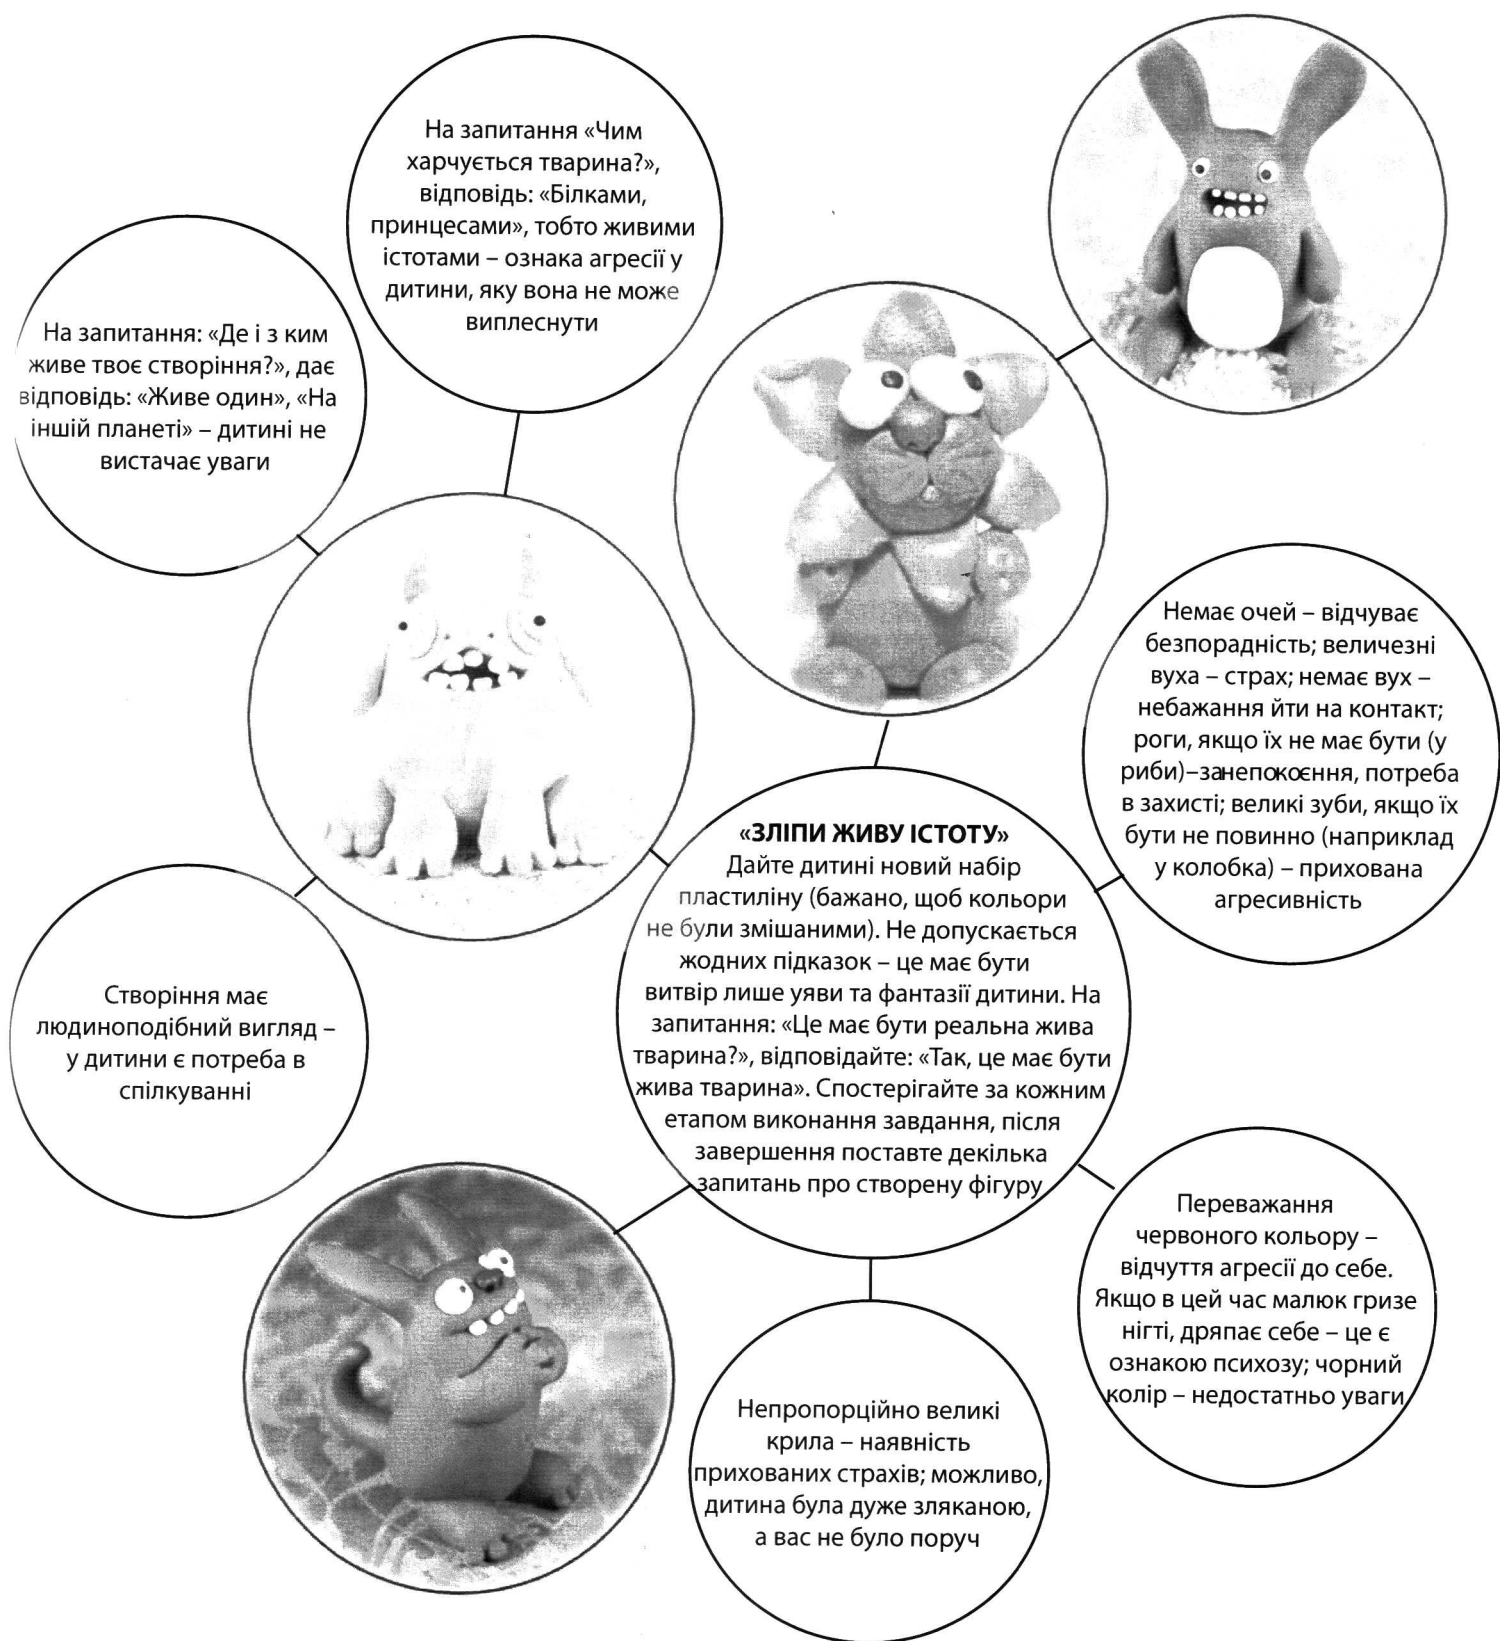 На запитання «Чим
харчується тварина?»,
відповідь: «Білками,
принцесами», тобто живими
істотами – ознака агресії у
дитини, яку вона не може
виплеснути
На запитання: «Де і з ким
живе твоє створіння?», дає
відповідь: «Живе один», «На
іншій планеті» – дитині не
вистачає уваги
Немає очей – відчуває
безпорадність; величезні
вуха – страх; немає вух –
небажання йти на контакт;
роги, якщо їх не має бути (у
риби)–занепокоєння, потреба
в захисті; великі зуби, якщо їх
бути не повинно (наприклад
у колобка) – прихована
агресивність
«ЗЛІПИ ЖИВУ ІСТОТУ»
Дайте дитині новий набір
пластиліну (бажано, щоб кольори
не були змішаними). Не допускається
жодних підказок – це має бути
витвір лише уяви та фантазії дитини. На
запитання: «Це має бути реальна жива
тварина?», відповідайте: «Так, це має бути
жива тварина». Спостерігайте за кожним
етапом виконання завдання, після
завершення поставте декілька
запитань про створену фігуру
Створіння має
людиноподібний вигляд –
у дитини є потреба в
спілкуванні
Переважання
червоного кольору –
відчуття агресії до себе.
Якщо в цей час малюк гризе
нігті, дряпає себе – це є
ознакою психозу; чорний
колір – недостатньо уваги
Непропорційно великі
крила – наявність
прихованих страхів; можливо,
дитина була дуже зляканою,
а вас не було поруч